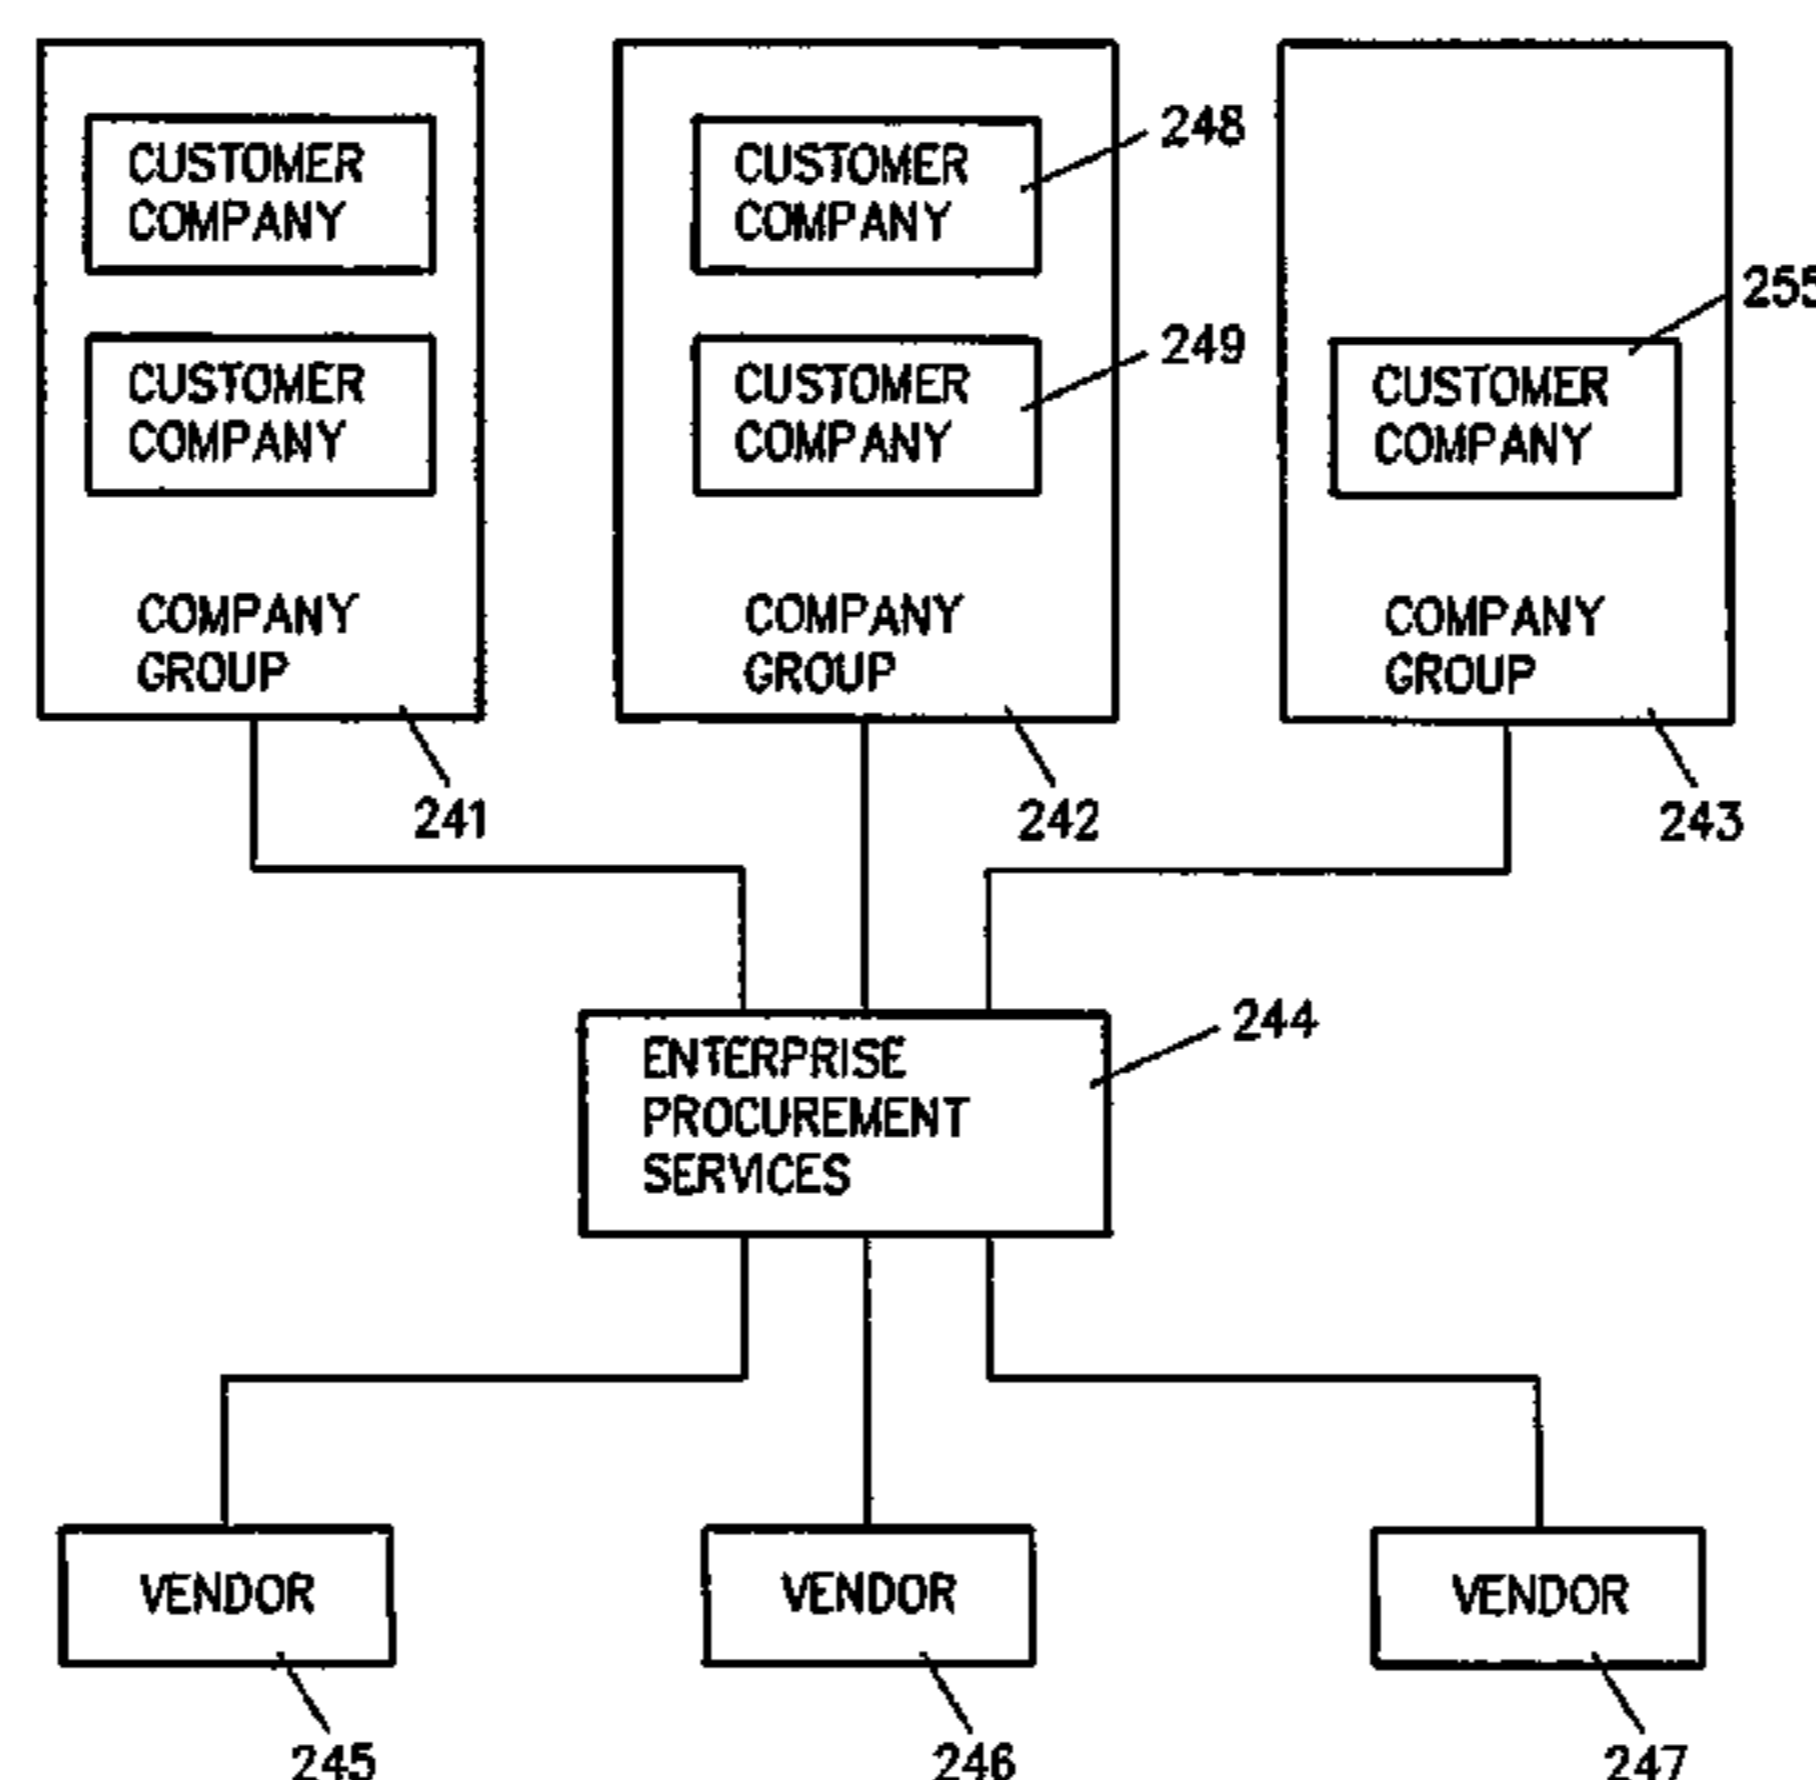 CUSTOMER
COMPANY
CUSTOMER
COMPANY
COMPANY
GROUP
241
CUSTOMER
COMPANY
248
CUSTOMER
COMPANY
249
COMPANY
GROUP
242
255
CUSTOMER
COMPANY
COMPANY
GROUP
243
ENTERPRISE
PROCUREMENT
SERVICES
244
VENDOR
245
VENDOR
246
VENDOR
247